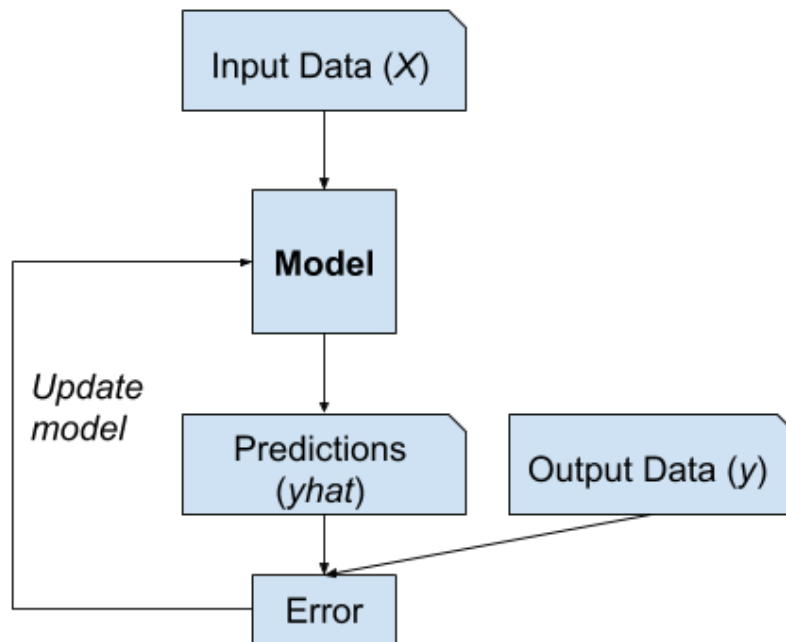 Input Data (X)
Model
Update
model
Predictions
(yhat)
Output Data (y)
Error